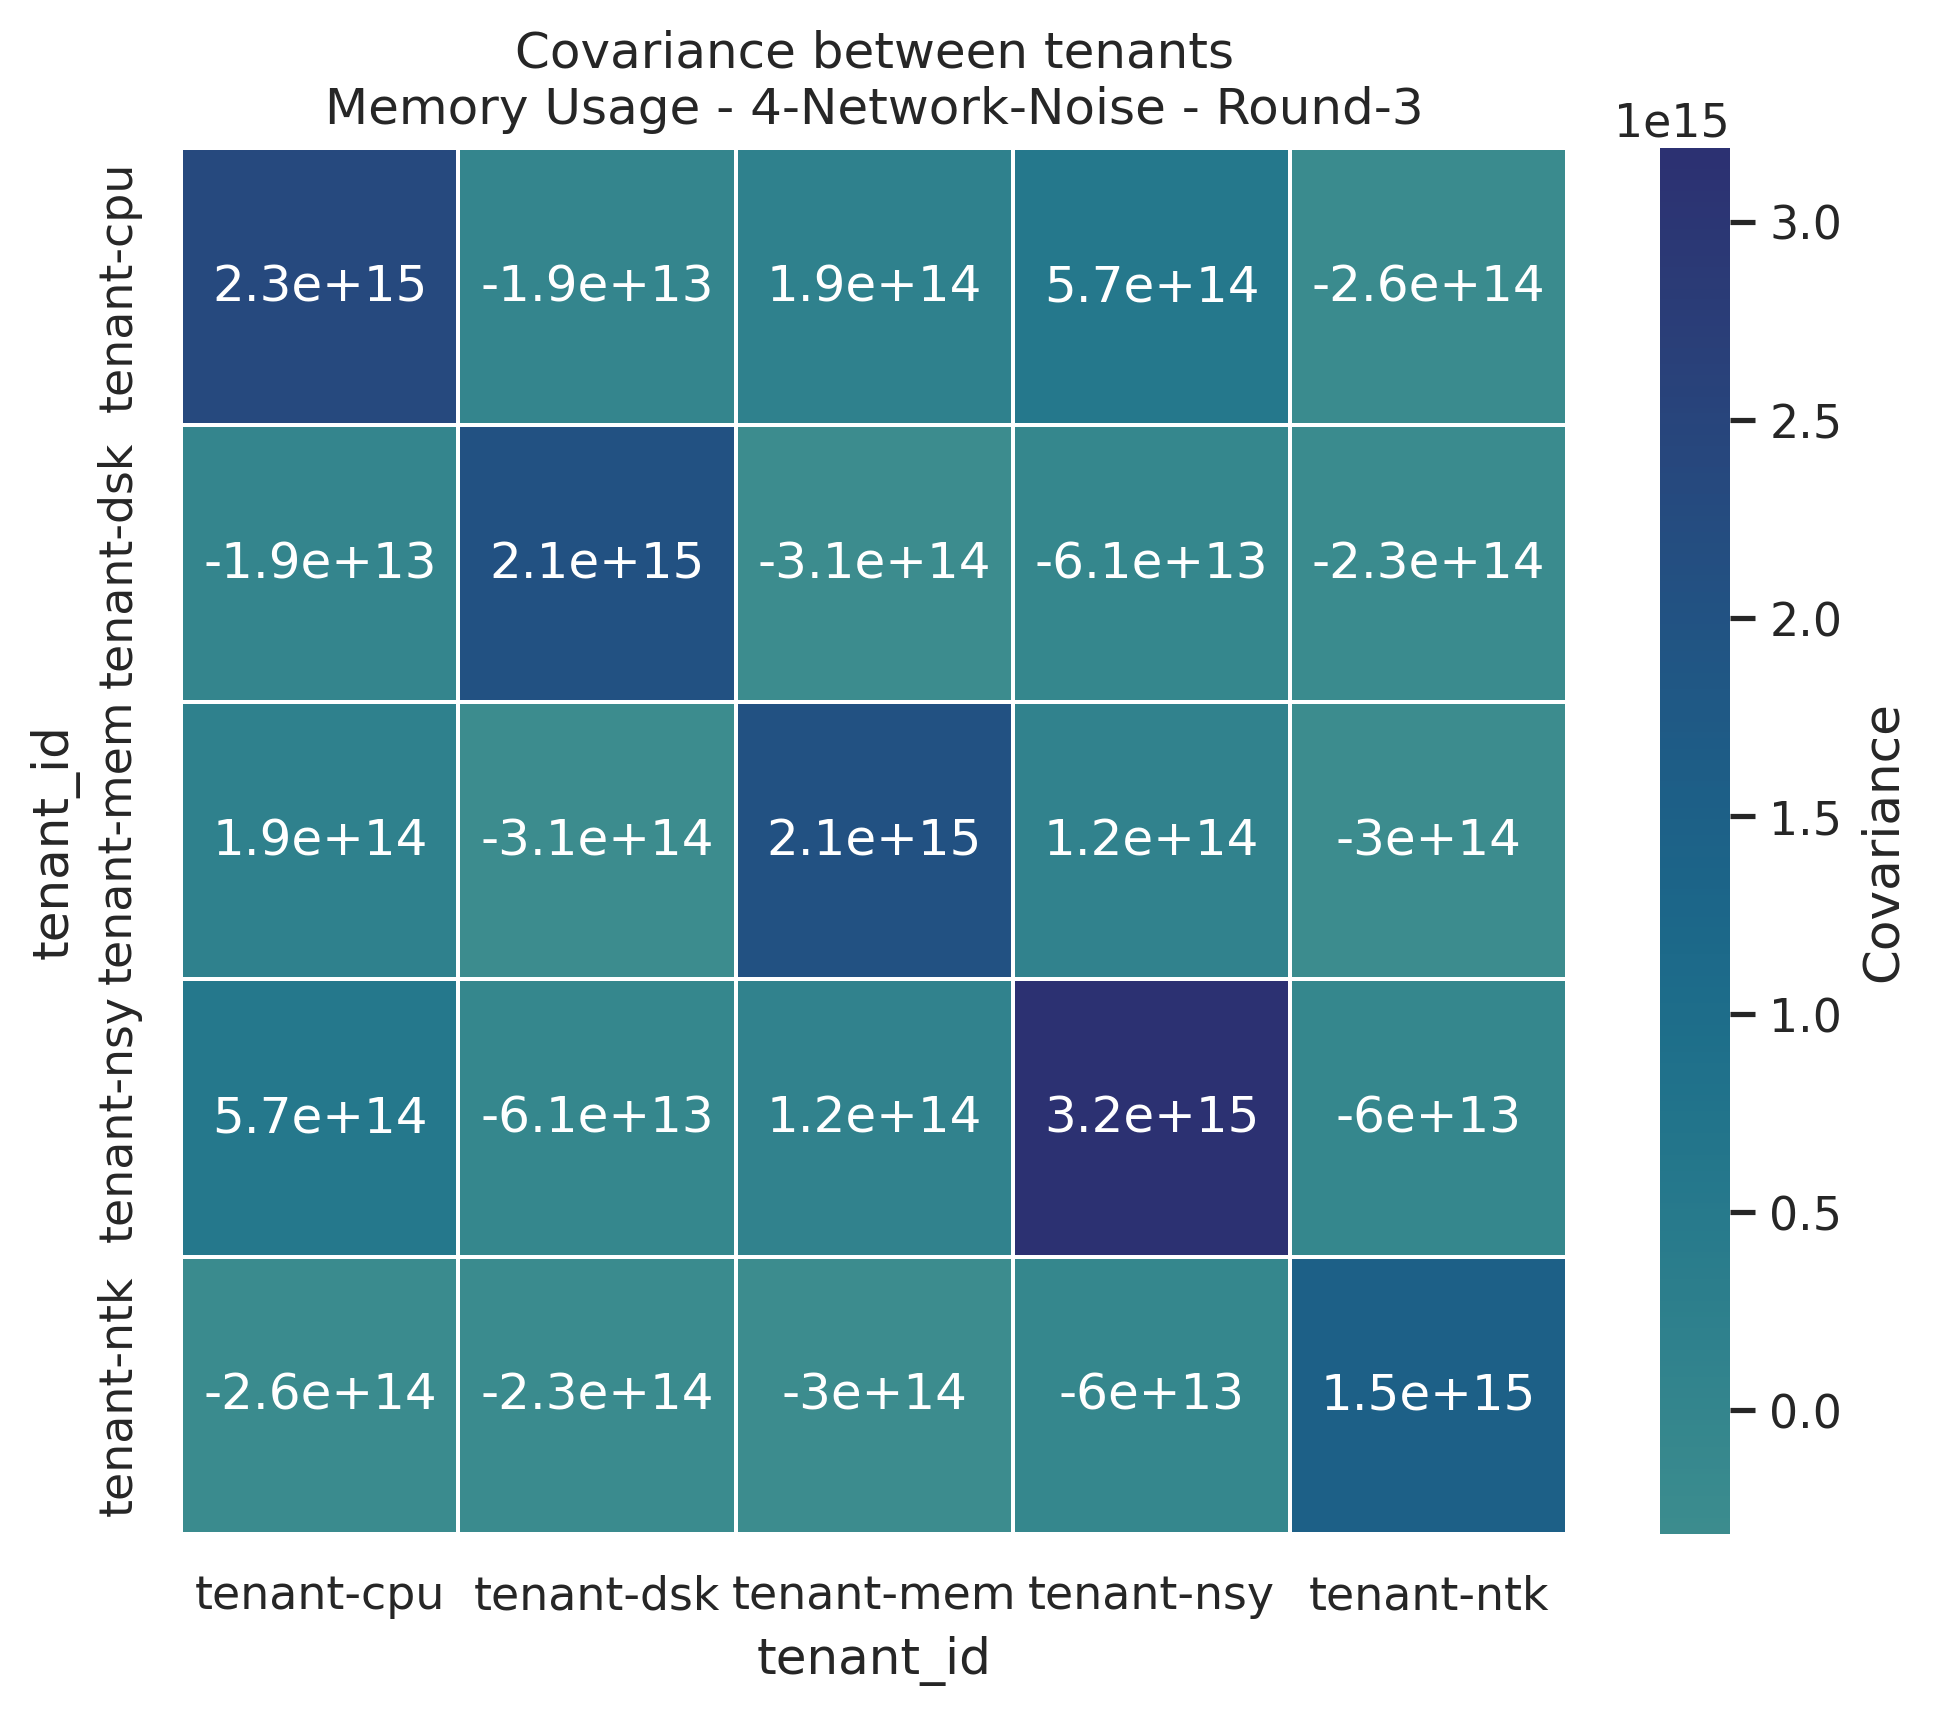 Covariance between tenants
Memory Usage - 4-Network-Noise - Round-3
1e15
tenant-cpu
2.3e+15 -1.9e+13 1.9e+14 5.7e+14 -2.6e+14
tenant-dsk
-1.9e+13 2.1e+15 -3.1e+14 -6.1e+13 -2.3e+14
tenant-mem
1.9e+14 -3.1e+14 2.1e+15 1.2e+14 -3e+14
tenant-nsy
5.7e+14 -6.1e+13 1.2e+14 3.2e+15 -6e+13
tenant-ntk
-2.6e+14 -2.3e+14 -3e+14 -6e+13 1.5e+15
tenant_id
tenant-cpu tenant-dsk tenant-mem tenant-nsy tenant-ntk
tenant_id
3.0
2.5
2.0
1.5
1.0
0.5
0.0
Covariance